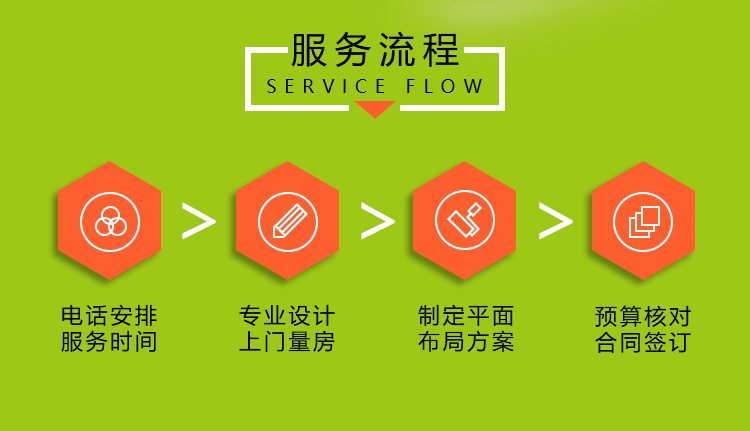 服务流程
SERVICE FLOW
电话安排
服务时间
专业设计
上门量房
制定平面
布局方案
预算核对
合同签订